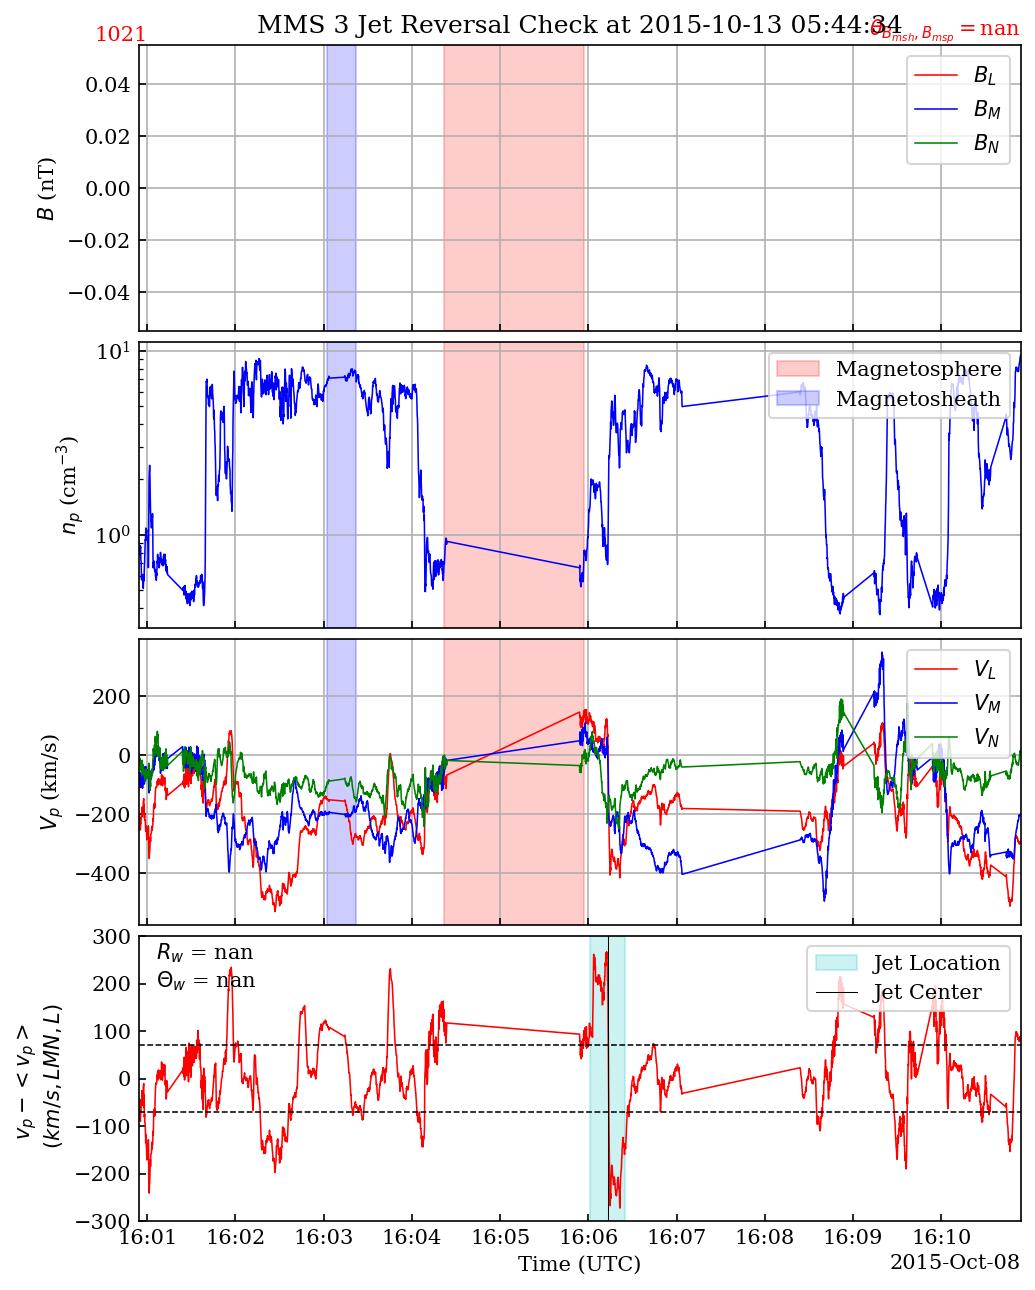 MMS 3 Jet Reversal Check at 2015-10-13 05:44:34
1021
θ_{B_{msh}, B_{msp}} = nan
0.04
0.02
0.00
−0.02
−0.04
B (nT)
B_L
B_M
B_N
10^1
10^0
n_p (cm^{−3})
Magnetosphere
Magnetosheath
200
0
−200
−400
V_p (km/s)
V_L
V_M
V_N
300
200
100
0
−100
−200
−300
v_p − < v_p >
(km/s, LMN, L)
R_w = nan
Θ_w = nan
Jet Location
Jet Center
16:01 16:02 16:03 16:04 16:05 16:06 16:07 16:08 16:09 16:10
Time (UTC)
2015-Oct-08